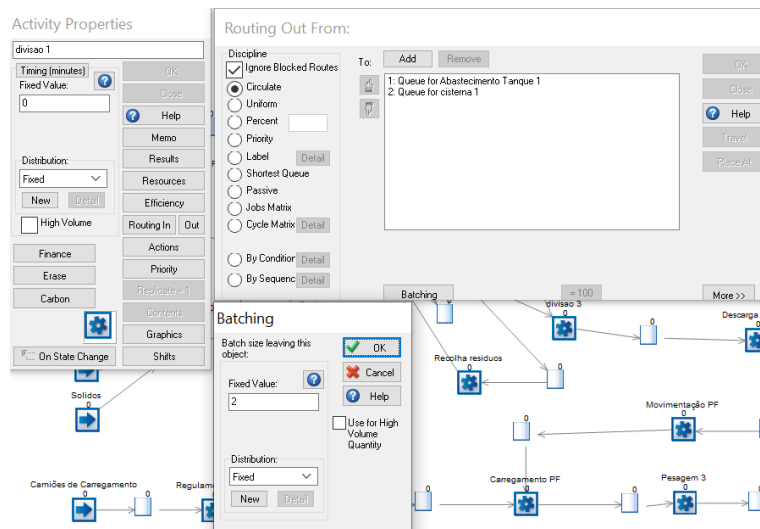 Activity Properties
divisao 1
Timing (minutes)
Fixed Value:
0
Distribution:
Fixed
New
Detail
High Volume
Finance
Erase
Carbon
On State Change
OK
Close
Help
Memo
Results
Resources
Efficiency
Routing In
Out
Actions
Priority
Replicate = 1
Contents
Graphics
Shifts
Routing Out From:
Discipline
Ignore Blocked Routes
Circulate
Uniform
Percent
Priority
Label
Detail
Shortest Queue
Passive
Jobs Matrix
Cycle Matrix
Detail
By Condition
Detail
By Sequenc
Detail
To:
Add
Remove
1: Queue for Abastecimento Tanque 1
2: Queue for cisterna 1
Batching
= 100
OK
Close
Help
Travel
Place At
More >>
Batching
Batch size leaving this
object:
Fixed Value:
2
Distribution:
Fixed
New
Detail
OK
Cancel
Help
Use for High
Volume
Quantity
0
divisao 3
0
0
Descarga
0
Recolha residuos
0
0
Solidos
0
Movimentação PF
0
0
Camiões de Carregamento
0
0
Regulam
0
0
Carregamento PF
0
0
Pesagem 3
0
0